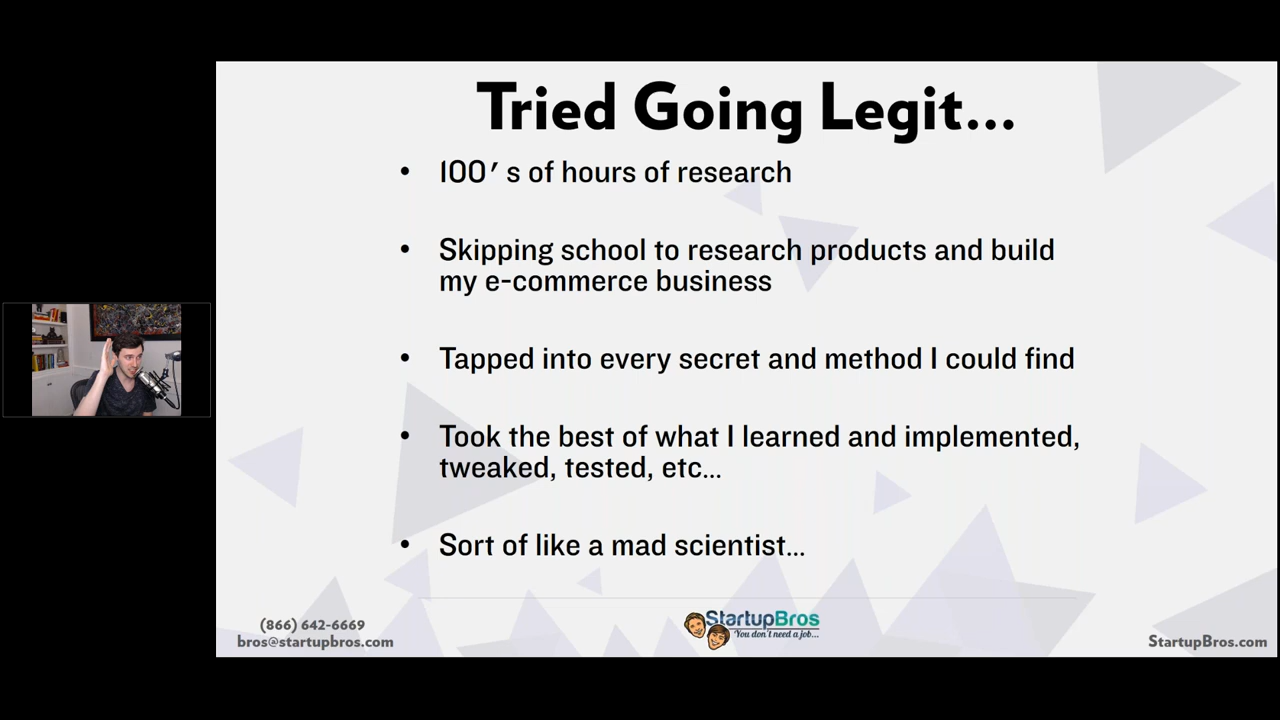 Tried Going Legit...
• 100's of hours of research
• Skipping school to research products and build
my e-commerce business
• Tapped into every secret and method I could find
• Took the best of what I learned and implemented,
tweaked, tested, etc...
• Sort of like a mad scientist...
(866) 642-6669
bros@startupbros.com
StartupBros
"You don't need a job...
StartupBros.com